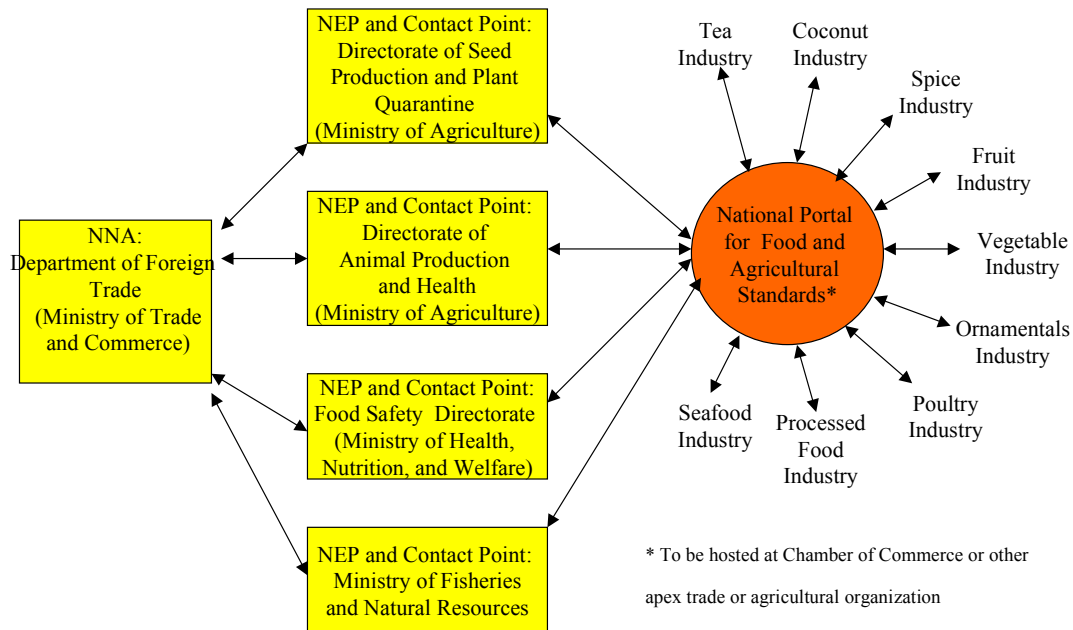 NNA:
Department of Foreign
Trade
(Ministry of Trade
and Commerce)
NEP and Contact Point:
Directorate of Seed
Production and Plant
Quarantine
(Ministry of Agriculture)
NEP and Contact Point:
Directorate of
Animal Production
and Health
(Ministry of Agriculture)
NEP and Contact Point:
Food Safety Directorate
(Ministry of Health,
Nutrition, and Welfare)
NEP and Contact Point:
Ministry of Fisheries
and Natural Resources
National Portal
for Food and
Agricultural
Standards*
Tea
Industry
Coconut
Industry
Spice
Industry
Fruit
Industry
Vegetable
Industry
Ornamentals
Industry
Poultry
Industry
Processed
Food
Industry
Seafood
Industry
* To be hosted at Chamber of Commerce or other
apex trade or agricultural organization